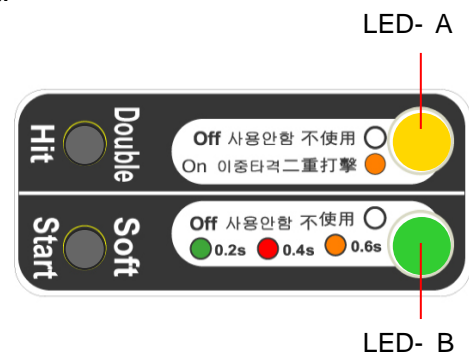 LED- A
Double
Hit
Off 사용안함 不使用
On 이중타격二重打擊
Soft
Start
Off 사용안함 不使用
0.2s 0.4s 0.6s
LED- B